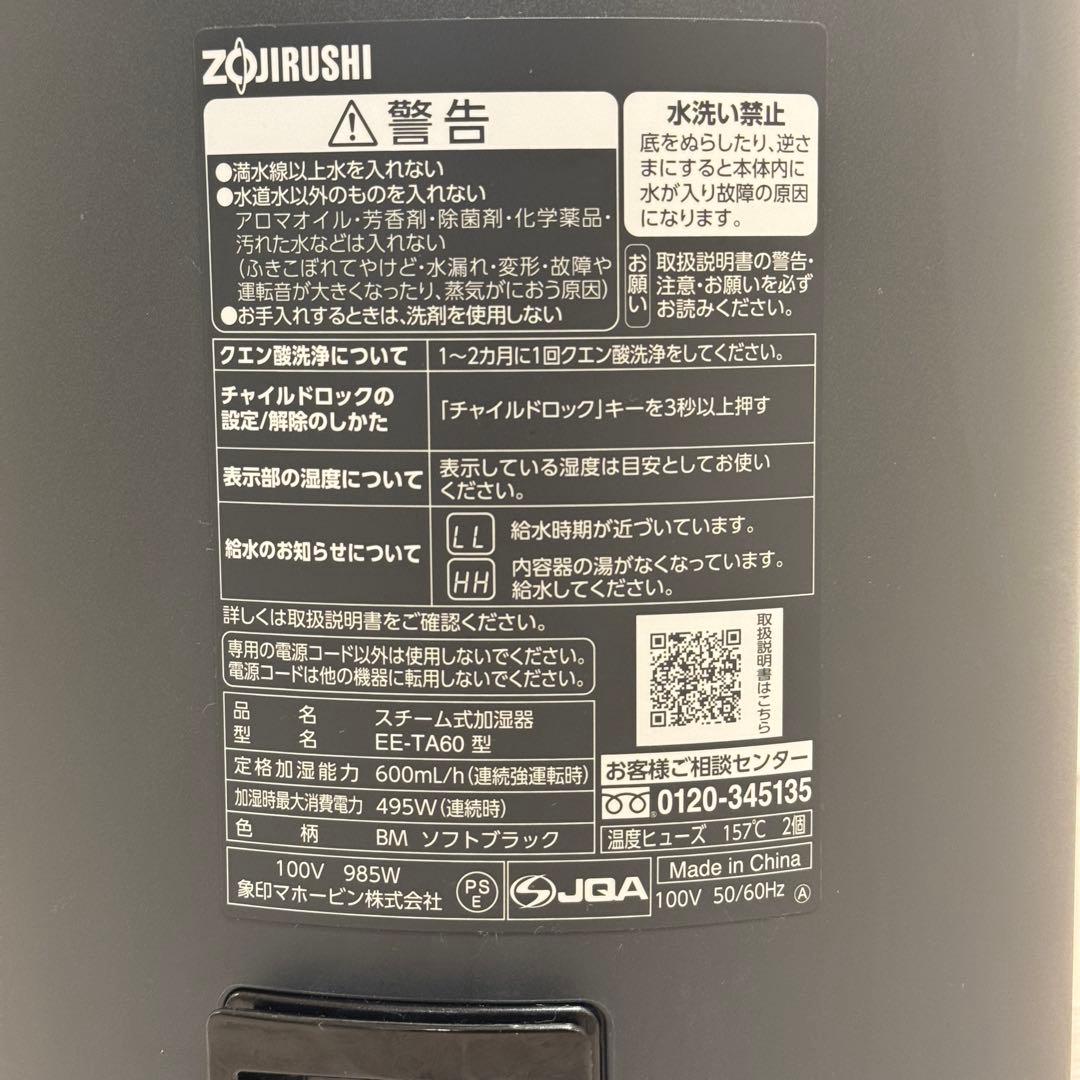 ZOJIRUSHI
警告
●満水線以上水を入れない
●水道水以外のものを入れない
アロマオイル・芳香剤・除菌剤・化学薬品・
汚れた水などは入れない
（ふきこぼれてやけど・水漏れ・変形・故障や
運転音が大きくなったり、蒸気がにおう原因）
●お手入れするときは、洗剤を使用しない
水洗い禁止
底をぬらしたり、逆さ
まにすると本体内に
水が入り故障の原因
になります。
お願い
取扱説明書の警告・
注意・お願いを必ず
お読みください。
クエン酸洗浄について
1〜2カ月に1回クエン酸洗浄をしてください。
チャイルドロックの
設定/解除のしかた
「チャイルドロック」キーを3秒以上押す
表示部の湿度について
表示している湿度は目安としてお使い
ください。
給水のお知らせについて
LL 給水時期が近づいています。
HH 内容器の湯がなくなっています。
給水してください。
詳しくは取扱説明書をご確認ください。
専用の電源コード以外は使用しないでください。
電源コードは他の機器に転用しないでください。
取扱説明書はこちら
品名 スチーム式加湿器
型名 EE-TA60 型
定格加湿能力 600mL/h（連続強運転時）
加湿時最大消費電力 495W（連続時）
色柄 BM ソフトブラック
お客様ご相談センター
0120-345135
温度ヒューズ 157℃ 2個
100V 985W
象印マホービン株式会社
PS
E
JQA
Made in China
100V 50/60Hz Ⓐ